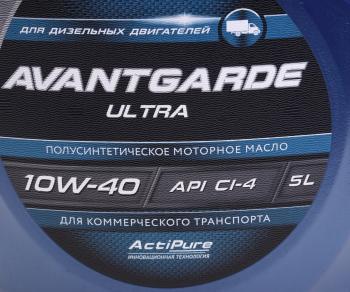 ДЛЯ ДИЗЕЛЬНЫХ ДВИГАТЕЛЕЙ
AVANTGARDE
ULTRA
ПОЛУСИНТЕТИЧЕСКОЕ МОТОРНОЕ МАСЛО
10W-40 API CI-4 5L
ДЛЯ КОММЕРЧЕСКОГО ТРАНСПОРТА
ActiPure
ИННОВАЦИОННАЯ ТЕХНОЛОГИЯ